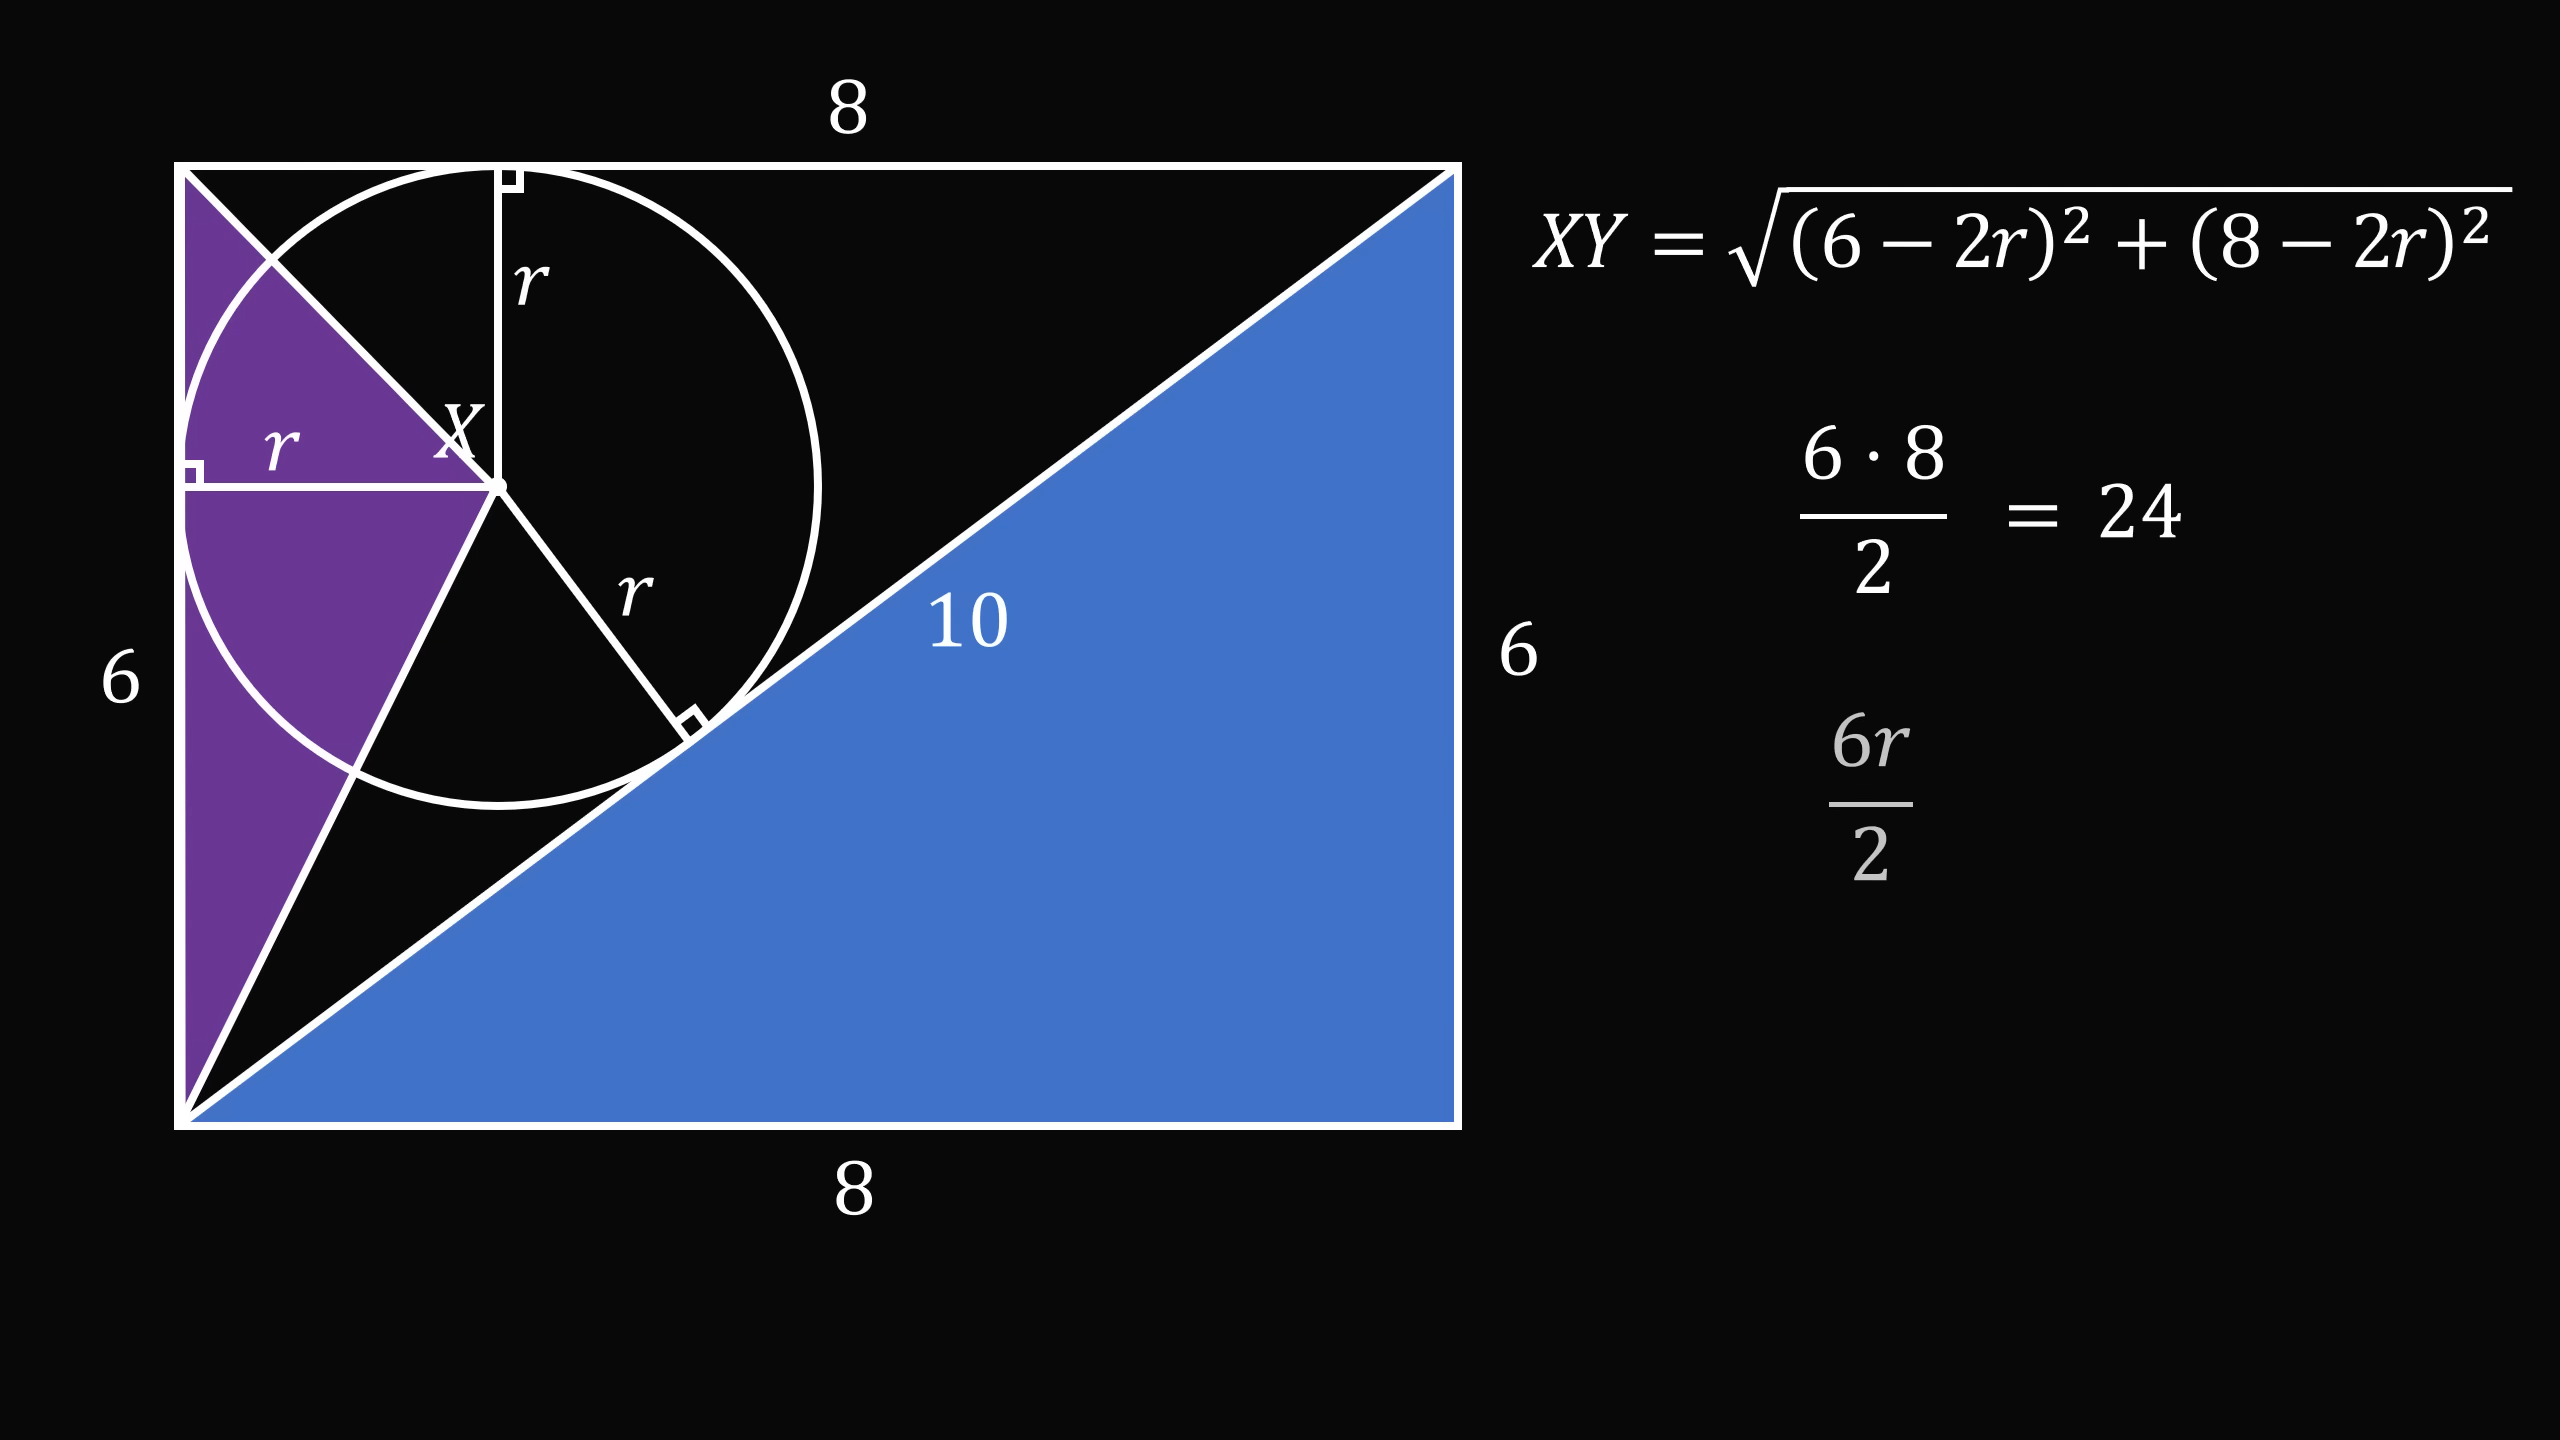 8
XY = √(6 − 2r)² + (8 − 2r)²
r
X
r
6 · 8
2
= 24
r
10
6
6
6r
2
8